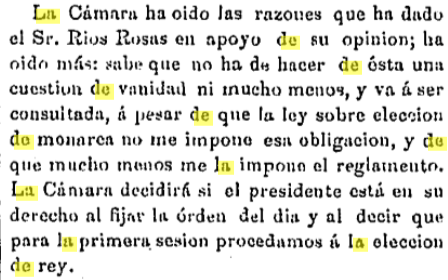 La Cámara ha oido las razones que ha dado
el Sr. Rios Rosas en apoyo de su opinion; ha
oido más: sabe que no ha de hacer de ésta una
cuestion de vanidad ni mucho menos, y va á ser
consultada, á pesar de que la ley sobre eleccion
de monarca no me impone esa obligacion, y de
que mucho menos me la impone el reglamento.
La Cámara decidirá si el presidente está en su
derecho al fijar la órden del dia y al decir que
para la primera sesion procedamos á la eleccion
de rey.